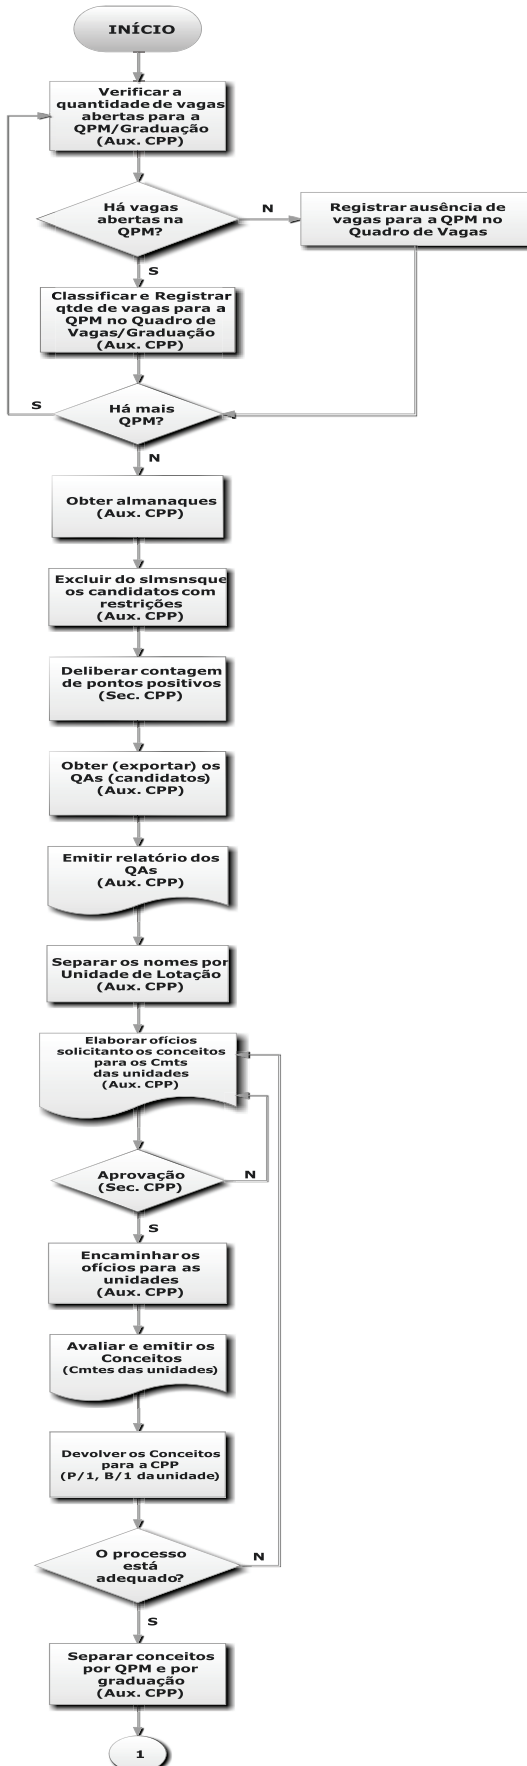 INÍCIO
Verificar a
quantidade de vagas
abertas para a
QPM/Graduação
(Aux. CPP)
Há vagas
abertas na
QPM?
N
Registrar ausência de
vagas para a QPM no
Quadro de Vagas
S
Classificar e Registrar
qtde de vagas para a
QPM no Quadro de
Vagas/Graduação
(Aux. CPP)
S
Há mais
QPM?
N
Obter almanaques
(Aux. CPP)
Excluir do slmsnsque
os candidatos com
restrições
(Aux. CPP)
Deliberar contagem
de pontos positivos
(Sec. CPP)
Obter (exportar) os
QAs (candidatos)
(Aux. CPP)
Emitir relatório dos
QAs
(Aux. CPP)
Separar os nomes por
Unidade de Lotação
(Aux. CPP)
Elaborar ofícios
solicitanto os conceitos
para os Cmts
das unidades
(Aux. CPP)
Aprovação
(Sec. CPP)
N
S
Encaminhar os
ofícios para as
unidades
(Aux. CPP)
Avaliar e emitir os
Conceitos
(Cmtes das unidades)
Devolver os Conceitos
para a CPP
(P/1, B/1 da unidade)
O processo
está
adequado?
N
S
Separar conceitos
por QPM e por
graduação
(Aux. CPP)
1